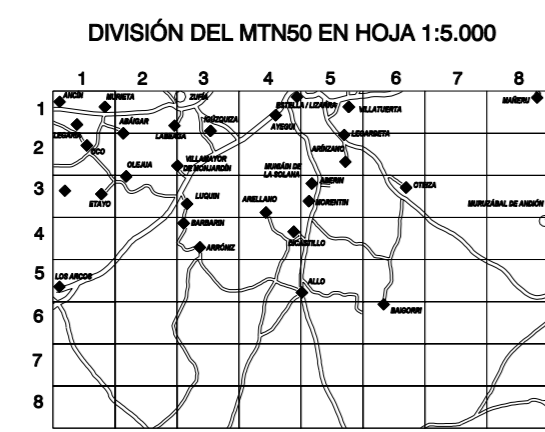 DIVISIÓN DEL MTN50 EN HOJA 1:5.000
1 2 3 4 5 6 7 8
1
2
3
4
5
6
7
8
ANCÍN
MURIETA
ZUFÍA
ESTELLA / LIZARRA
MAÑERU
VILLATUERTA
AYEGUI
LEGARIA
ABÁIGAR
LABEAGA
IGÚZQUIZA
LEGARDETA
OCO
ARÍNZANO
OLEJUA
VILLAMAYOR
DE MONJARDÍN
MUNIÁIN DE
LA SOLANA
ABERIN
OTEIZA
ETAYO
LUQUIN
ARELLANO
MORENTIN
MURUZÁBAL DE ANDIÓN
BARBARIN
DICASTILLO
ARRÓNIZ
LOS ARCOS
ALLO
BAIGORRI